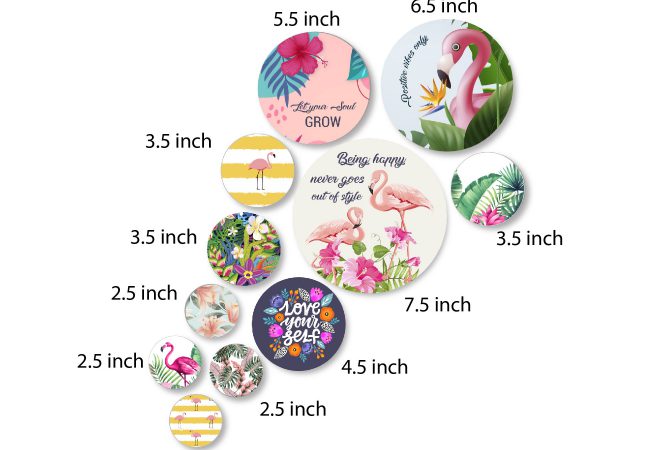 5.5 inch
6.5 inch
Let your Soul
GROW
Positive vibes only
3.5 inch
Being happy,
never goes
out of style
3.5 inch
3.5 inch
2.5 inch
7.5 inch
Love
your
self
2.5 inch
4.5 inch
2.5 inch